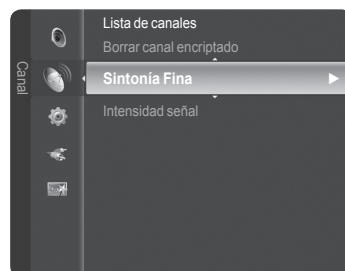 Canal
Lista de canales
Borrar canal encriptado
Sintonía Fina
Intensidad señal